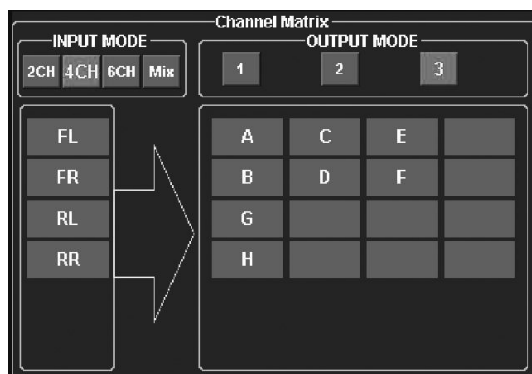 Channel Matrix
INPUT MODE OUTPUT MODE
2CH 4CH 6CH Mix 1 2 3
FL A C E
FR B D F
RL G
RR H